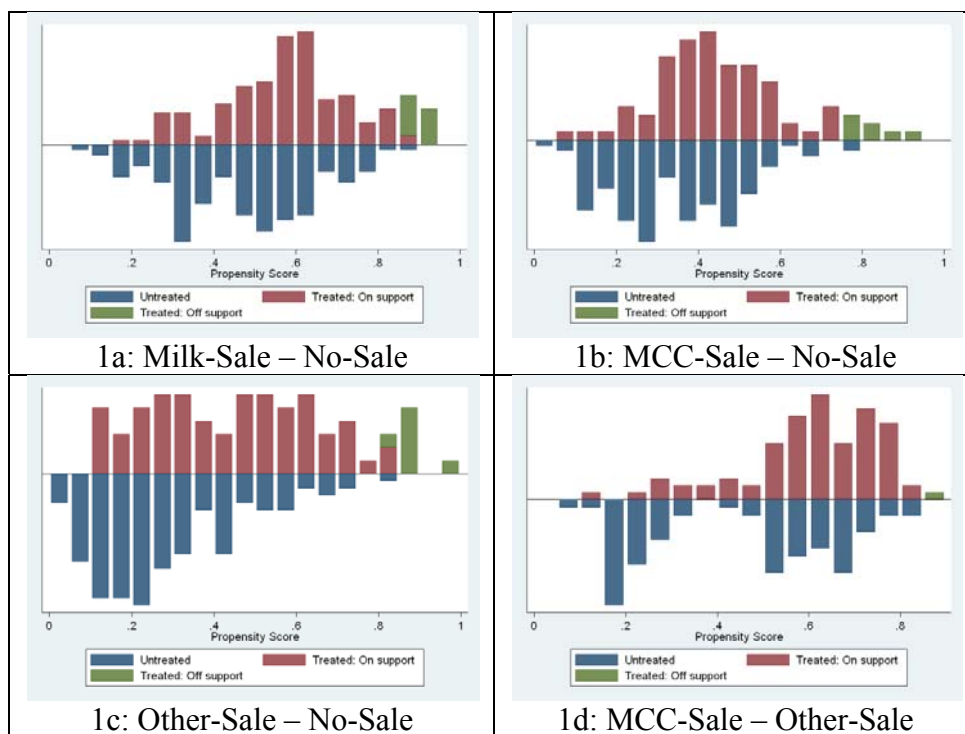 0 .2 .4 .6 .8 1
Propensity Score
Untreated Treated: On support
Treated: Off support
1a: Milk-Sale – No-Sale
0 .2 .4 .6 .8 1
Propensity Score
Untreated Treated: On support
Treated: Off support
1b: MCC-Sale – No-Sale
0 .2 .4 .6 .8 1
Propensity Score
Untreated Treated: On support
Treated: Off support
1c: Other-Sale – No-Sale
0 .2 .4 .6 .8
Propensity Score
Untreated Treated: On support
Treated: Off support
1d: MCC-Sale – Other-Sale